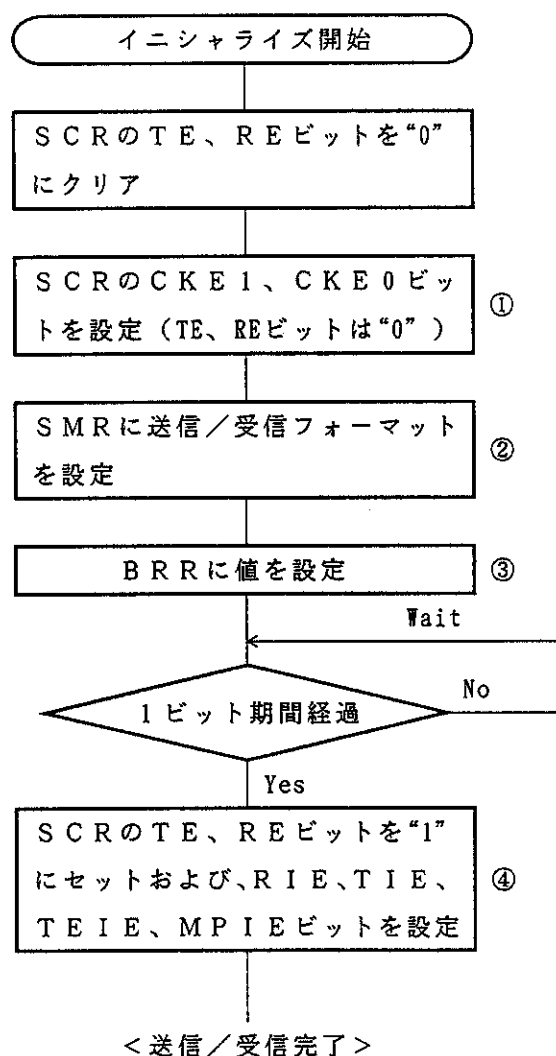 イニシャライズ開始
SCRのTE、REビットを“0”
にクリア
SCRのCKE1、CKE0ビッ
トを設定（TE、REビットは“0”）
①
SMRに送信／受信フォーマット
を設定
②
BRRに値を設定
③
Wait
1ビット期間経過
No
Yes
SCRのTE、REビットを“1”
にセットおよび、RIE、TIE、
TEIE、MPIEビットを設定
④
＜送信／受信完了＞